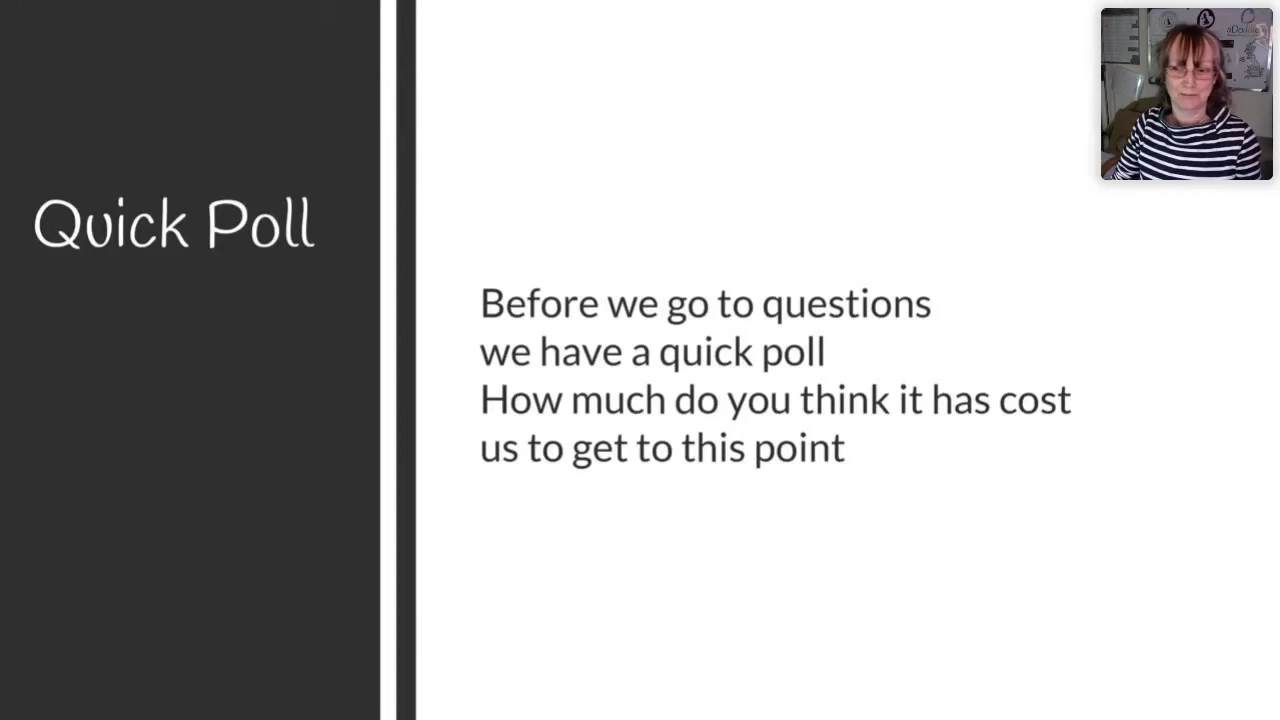 Quick Poll
Before we go to questions
we have a quick poll
How much do you think it has cost
us to get to this point